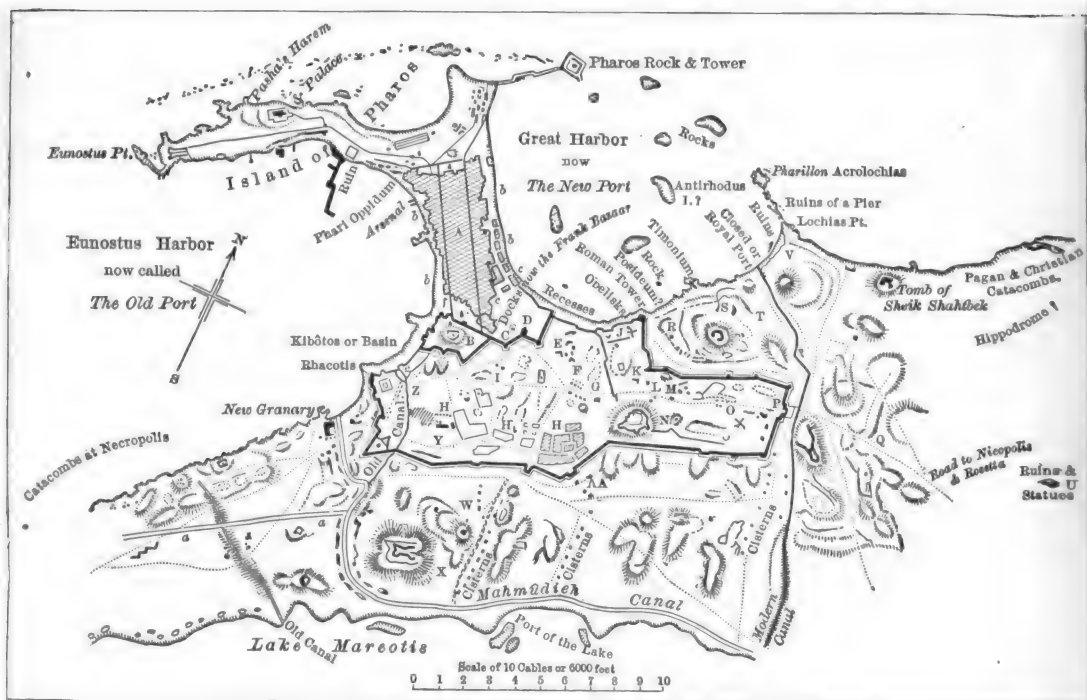 Pasha's Harem
& Palace
Pharos
Pharos Rock & Tower
Great Harbor
now
The New Port
Rocks
Eunostus Pt.
Island of
Ruin
G
A
Phari Oppidum
Arsenal
b
b
b
b
A
Antirhodus
I.?
Pharillon Acrolochias
Ruins of a Pier
Lochias Pt.
Ruins
Closed or
Royal Port
Timonium
Rock
Posideum?
Roman Tower
Obelisks
Recesses
now the Frank Bazaar
Docks
Eunostus Harbor
now called
The Old Port
N
S
V
Tomb of
Sheik Shahtbek
Pagan & Christian
Catacombs
Hippodrome
Kibôtos or Basin
Rhacotis
B
C
D
E
F
G
I
J
K
L
M
N
O
P
Q
R
S
T
Z
H
H
H
Y
Canal
Old
New Granary
Catacombs at Necropolis
a
a
W
X
AA
Cisterns
Cisterns
Cisterns
Road to Nicopolis
& Rosetta
Ruins &
U
Statues
Mahmûdieh Canal
Modern
Canal
Old Canal
Lake Mareotis
Port of the Lake
Scale of 10 Cables or 6000 feet
0 1 2 3 4 5 6 7 8 9 10